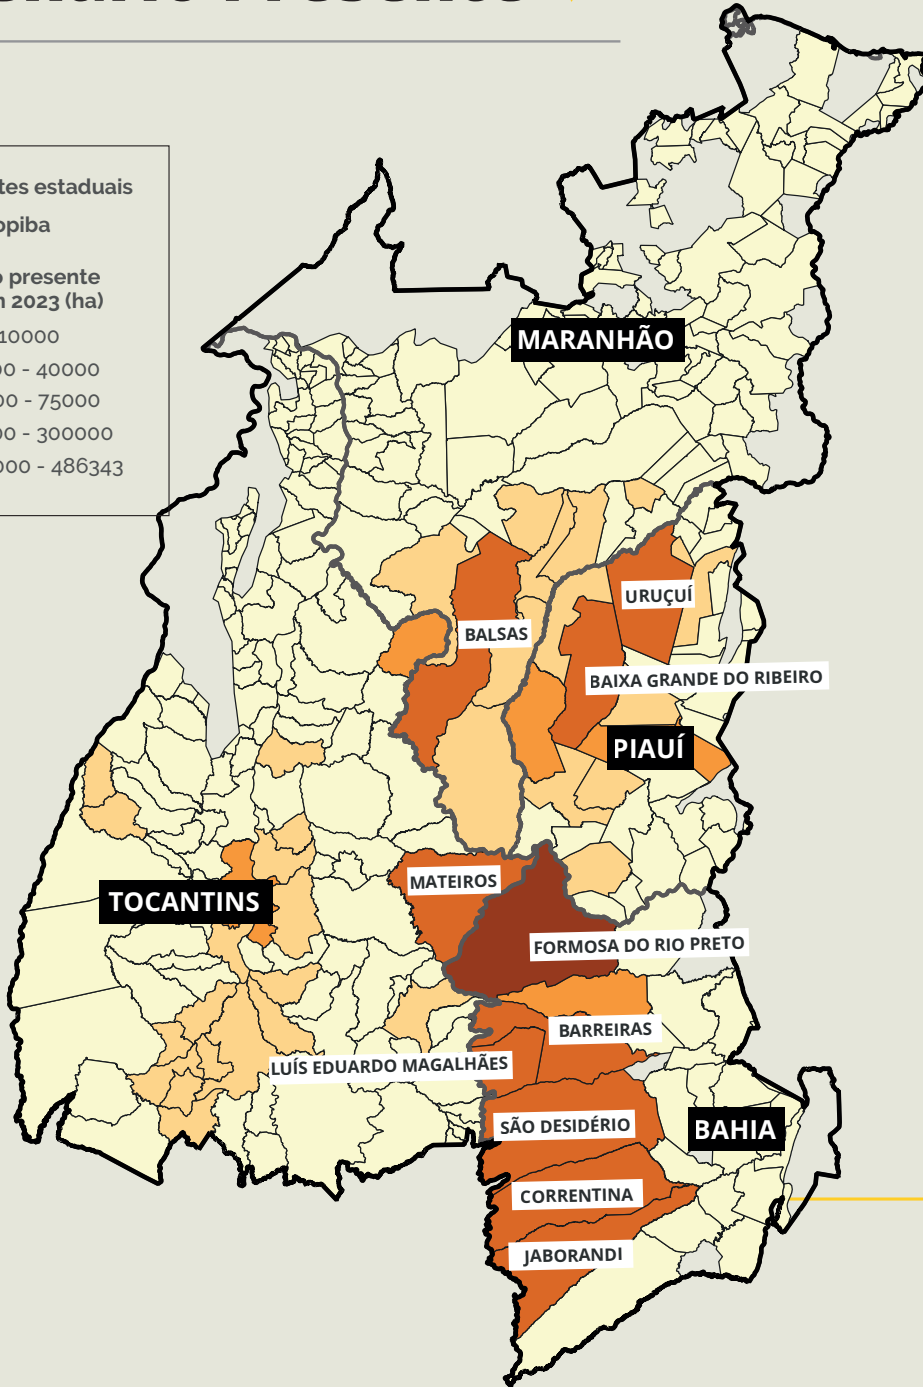 Presente
tes estaduais
opiba
o presente
n 2023 (ha)
10000
00 - 40000
00 - 75000
00 - 300000
000 - 486343
MARANHÃO
URUÇUÍ
BALSAS
BAIXA GRANDE DO RIBEIRO
PIAUÍ
MATEIROS
TOCANTINS
FORMOSA DO RIO PRETO
BARREIRAS
LUÍS EDUARDO MAGALHÃES
SÃO DESIDÉRIO
BAHIA
CORRENTINA
JABORANDI